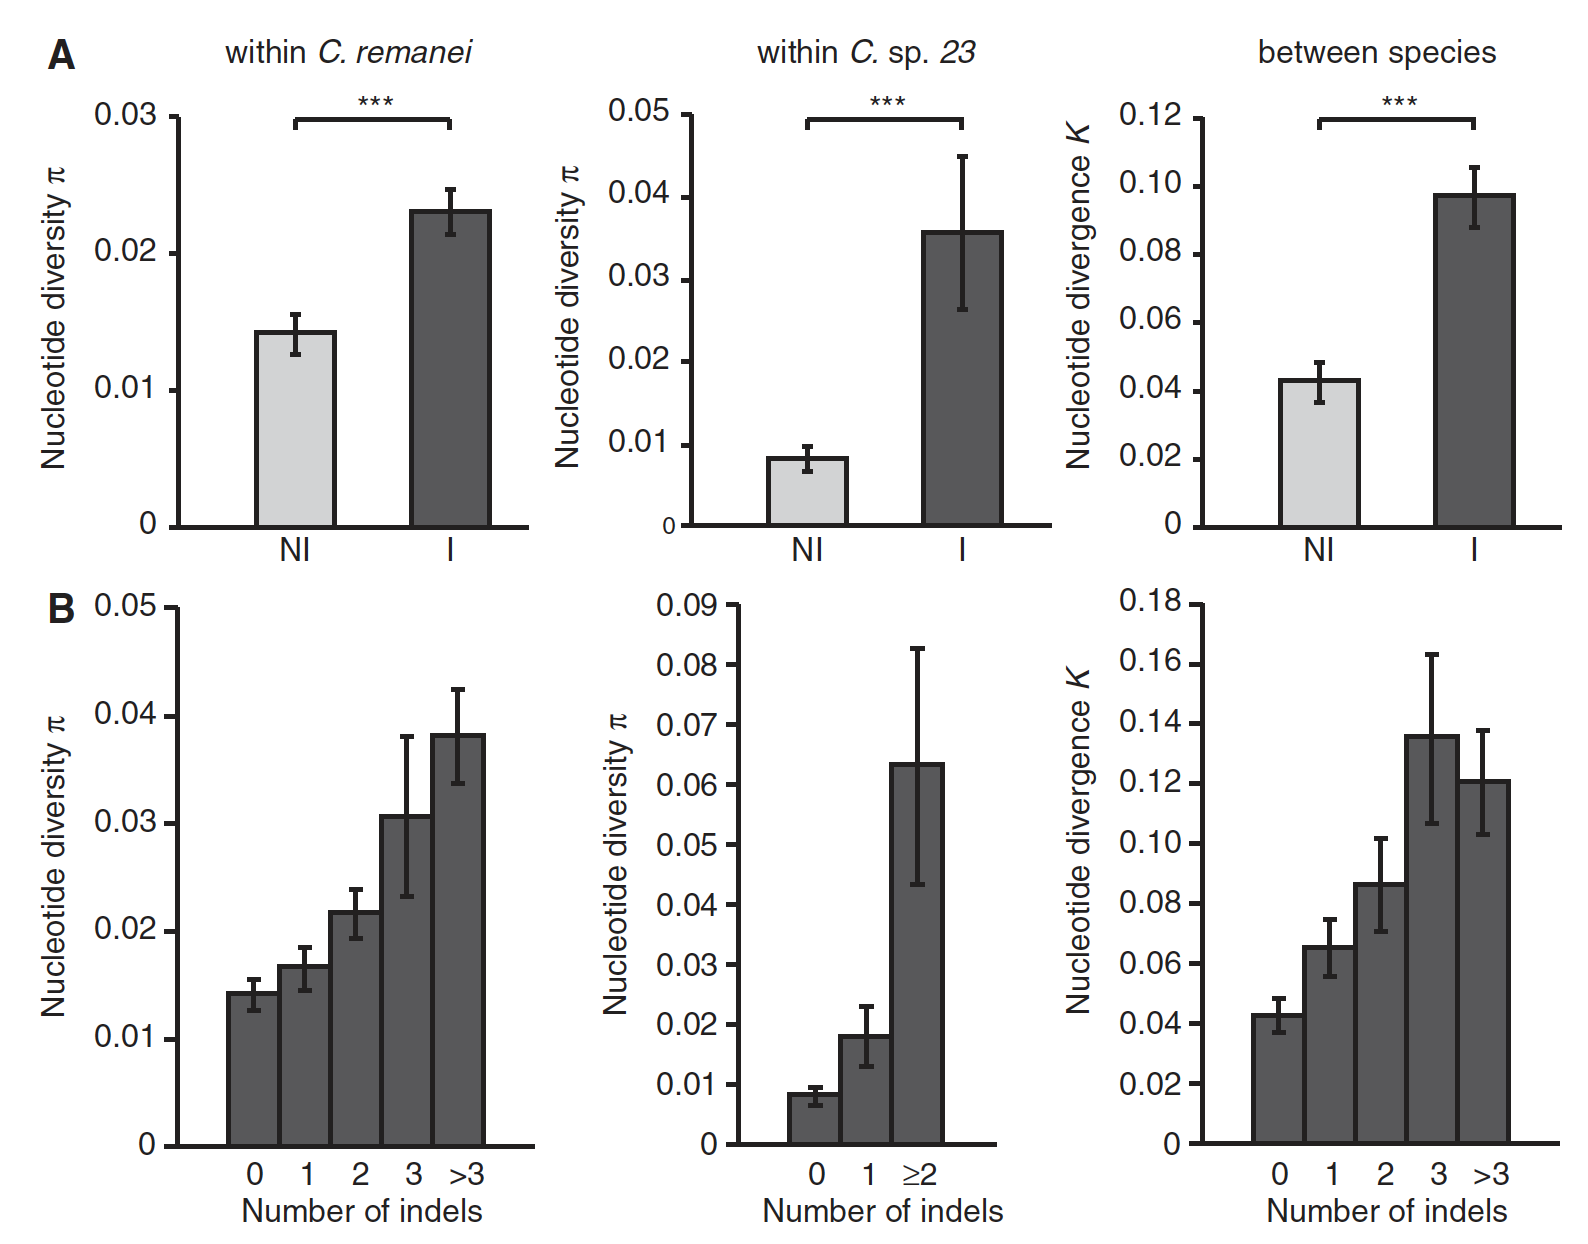 A
within C. remanei
within C. sp. 23
between species
Nucleotide diversity π
0.03
0.02
0.01
0
***
NI
I
Nucleotide diversity π
0.05
0.04
0.03
0.02
0.01
0
***
NI
I
Nucleotide divergence K
0.12
0.10
0.08
0.06
0.04
0.02
0
***
NI
I
B
Nucleotide diversity π
0.05
0.04
0.03
0.02
0.01
0
0 1 2 3 >3
Number of indels
Nucleotide diversity π
0.09
0.08
0.07
0.06
0.05
0.04
0.03
0.02
0.01
0
0 1 ≥2
Number of indels
Nucleotide divergence K
0.18
0.16
0.14
0.12
0.10
0.08
0.06
0.04
0.02
0
0 1 2 3 >3
Number of indels